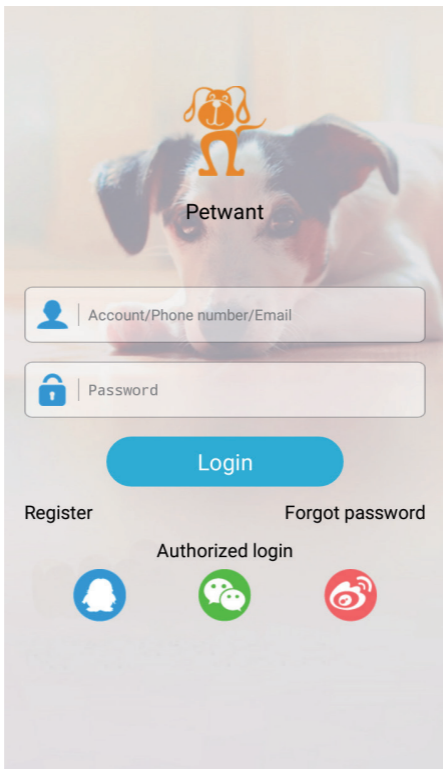 Petwant
Account/Phone number/Email
Password
Login
Register Forgot password
Authorized login